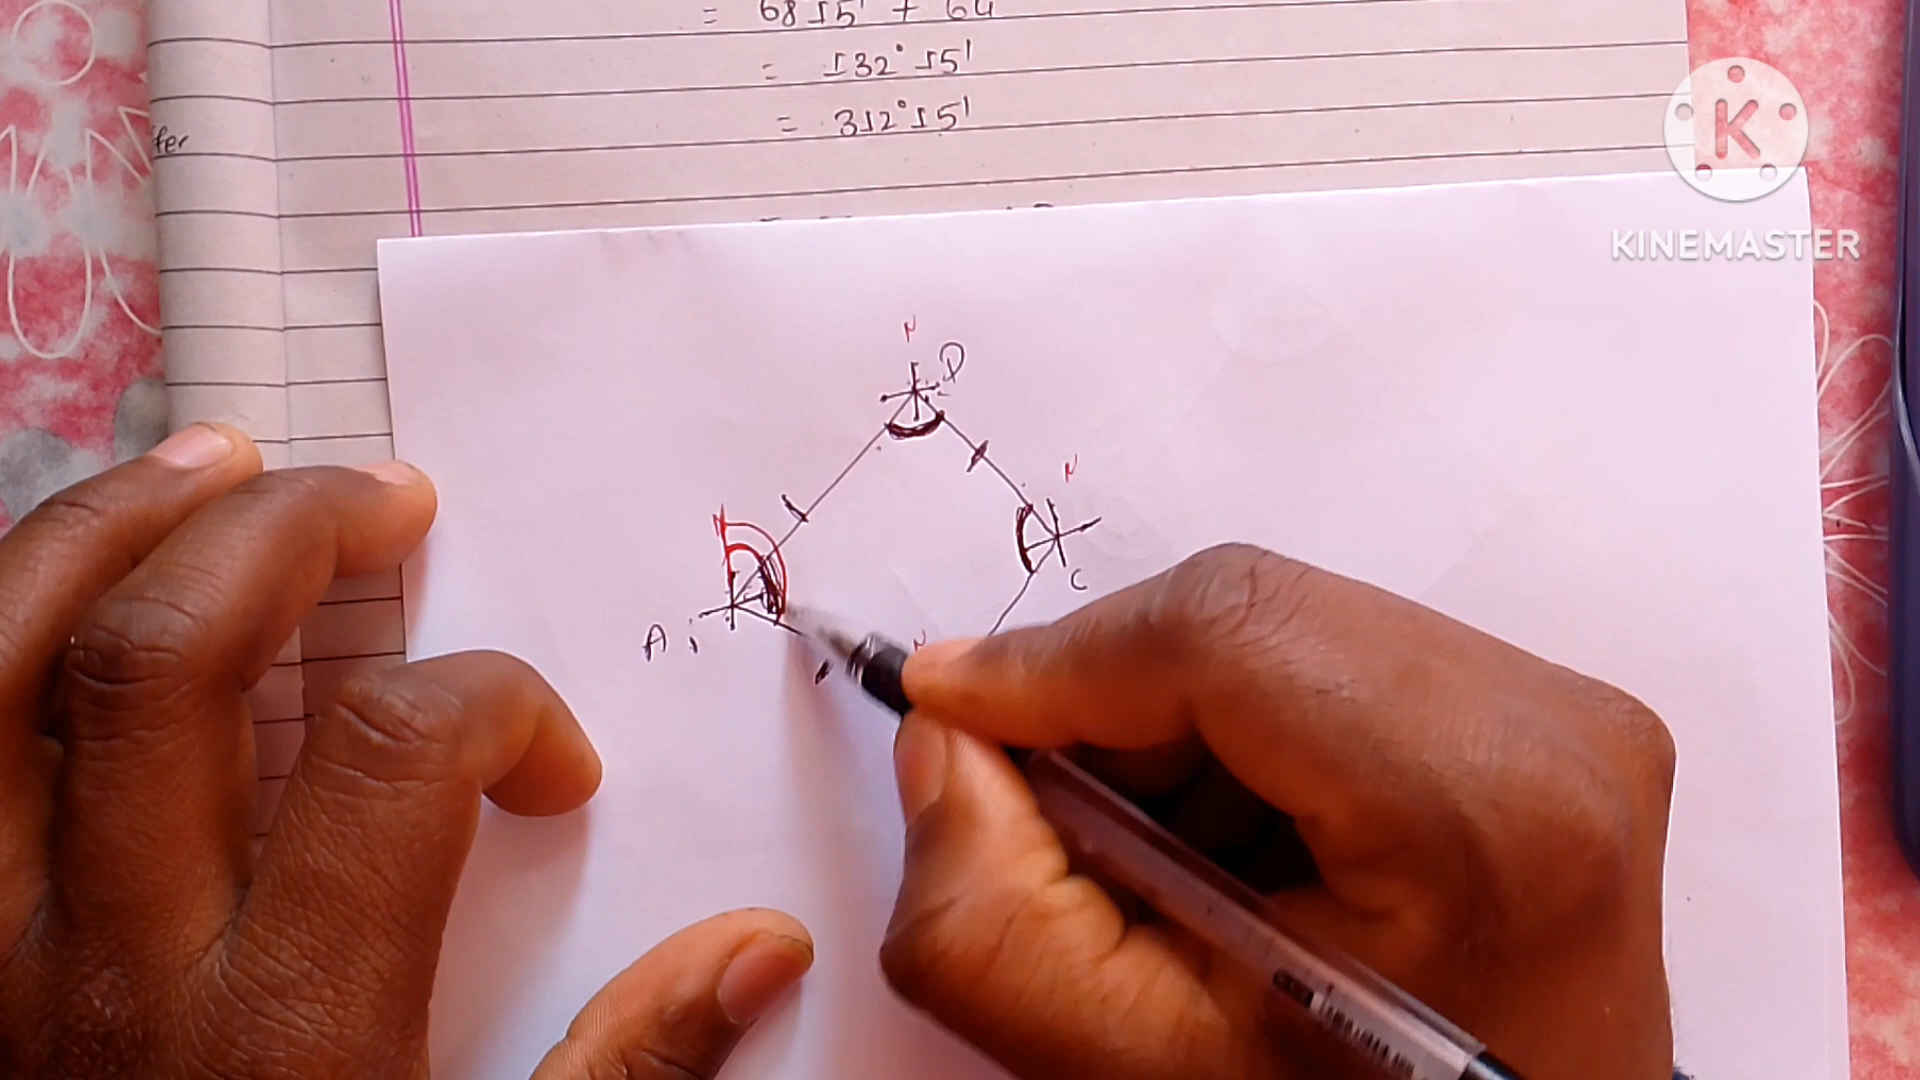 = 68 15' + 64
= 132° 15'
= 312° 15'
fer
K
KINEMASTER
N
D
N
A
C
N